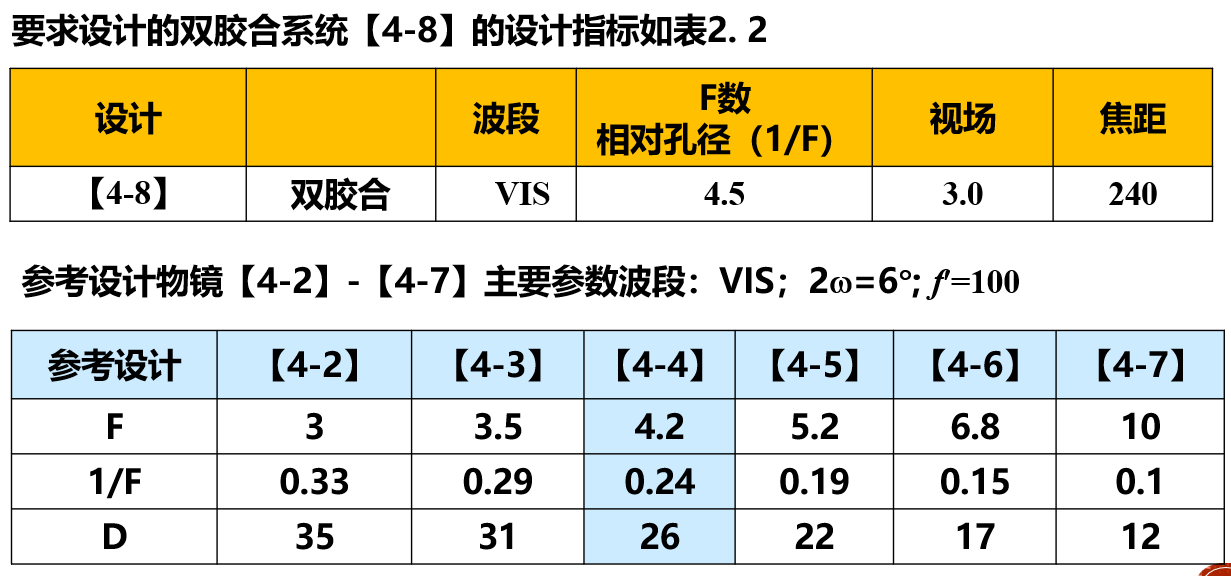 要求设计的双胶合系统【4-8】的设计指标如表2. 2
设计 波段 F数 相对孔径（1/F） 视场 焦距
【4-8】 双胶合 VIS 4.5 3.0 240
参考设计物镜【4-2】-【4-7】主要参数波段：VIS；2ω=6°; f'=100
参考设计 【4-2】 【4-3】 【4-4】 【4-5】 【4-6】 【4-7】
F 3 3.5 4.2 5.2 6.8 10
1/F 0.33 0.29 0.24 0.19 0.15 0.1
D 35 31 26 22 17 12